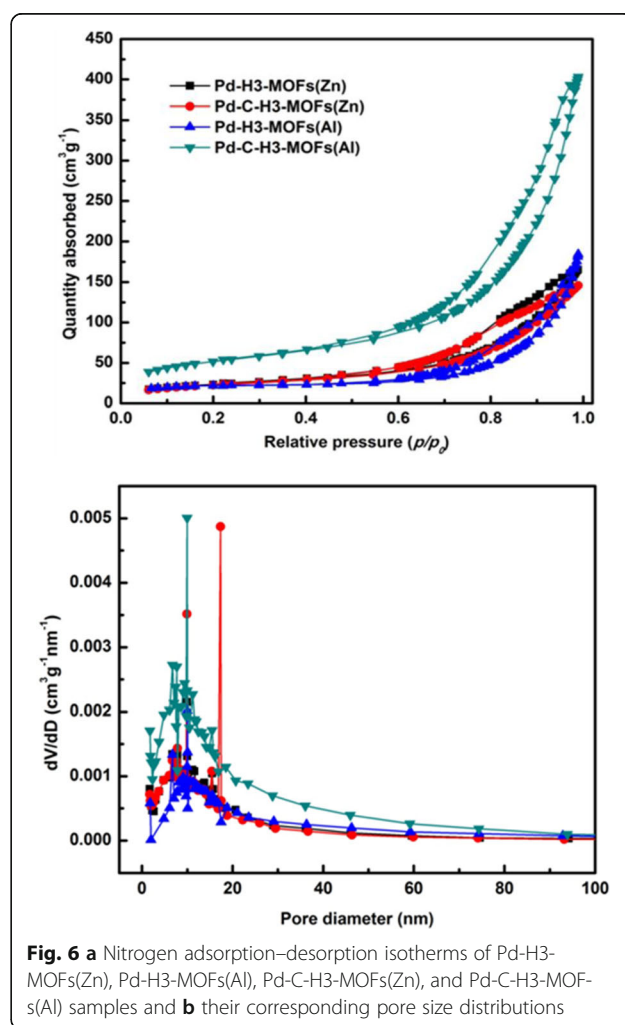 450
400
350
300
250
200
150
100
50
0
Quantity absorbed (cm³g⁻¹)
Pd-H3-MOFs(Zn)
Pd-C-H3-MOFs(Zn)
Pd-H3-MOFs(Al)
Pd-C-H3-MOFs(Al)
0.0 0.2 0.4 0.6 0.8 1.0
Relative pressure (p/p₀)
0.005
0.004
0.003
0.002
0.001
0.000
dV/dD (cm³g⁻¹nm⁻¹)
0 20 40 60 80 100
Pore diameter (nm)
Fig. 6 a Nitrogen adsorption–desorption isotherms of Pd-H3-
MOFs(Zn), Pd-H3-MOFs(Al), Pd-C-H3-MOFs(Zn), and Pd-C-H3-MOF-
s(Al) samples and b their corresponding pore size distributions